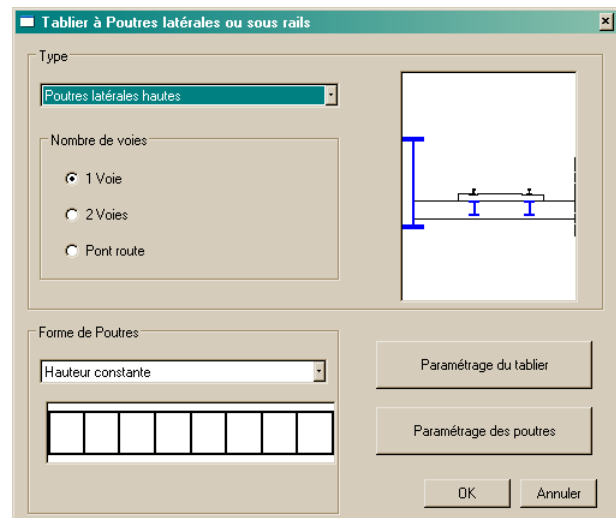 Tablier à Poutres latérales ou sous rails
Type
Poutres latérales hautes
Nombre de voies
1 Voie
2 Voies
Pont route
Forme de Poutres
Hauteur constante
Paramétrage du tablier
Paramétrage des poutres
OK
Annuler